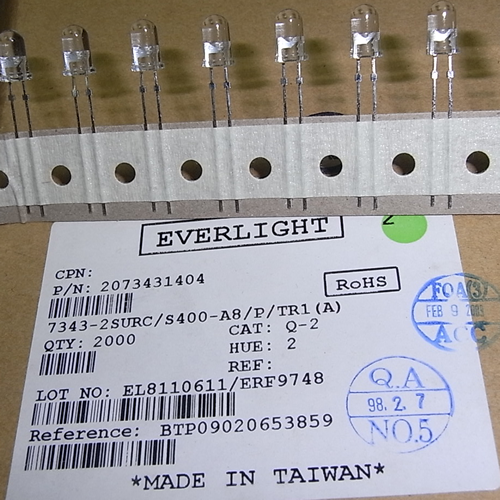 2
EVERLIGHT
CPN:
P/N: 2073431404
RoHS
7343-2SURC/S400-A8/P/TR1(A)
QTY: 2000
CAT: Q-2
HUE: 2
REF:
LOT NO: EL8110611/ERF9748
Reference: BTP09020653859
*MADE IN TAIWAN*
FQA(3)
FEB 9
ACC
Q.A
98.2.7
NO.5